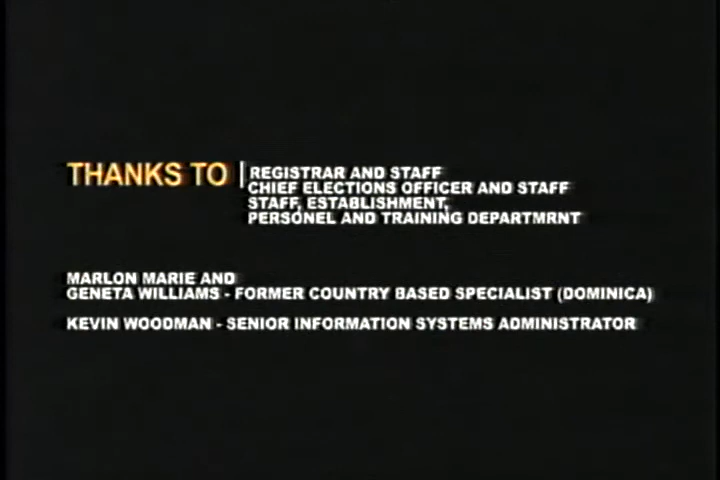 THANKS TO | REGISTRAR AND STAFF
CHIEF ELECTIONS OFFICER AND STAFF
STAFF, ESTABLISHMENT,
PERSONEL AND TRAINING DEPARTMRNT
MARLON MARIE AND
GENETA WILLIAMS - FORMER COUNTRY BASED SPECIALIST (DOMINICA)
KEVIN WOODMAN - SENIOR INFORMATION SYSTEMS ADMINISTRATOR